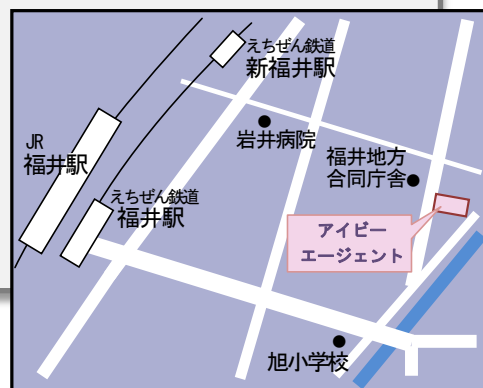 えちぜん鉄道
新福井駅
岩井病院
JR
福井駅
福井地方
合同庁舎
えちぜん鉄道
福井駅
アイビー
エージェント
旭小学校